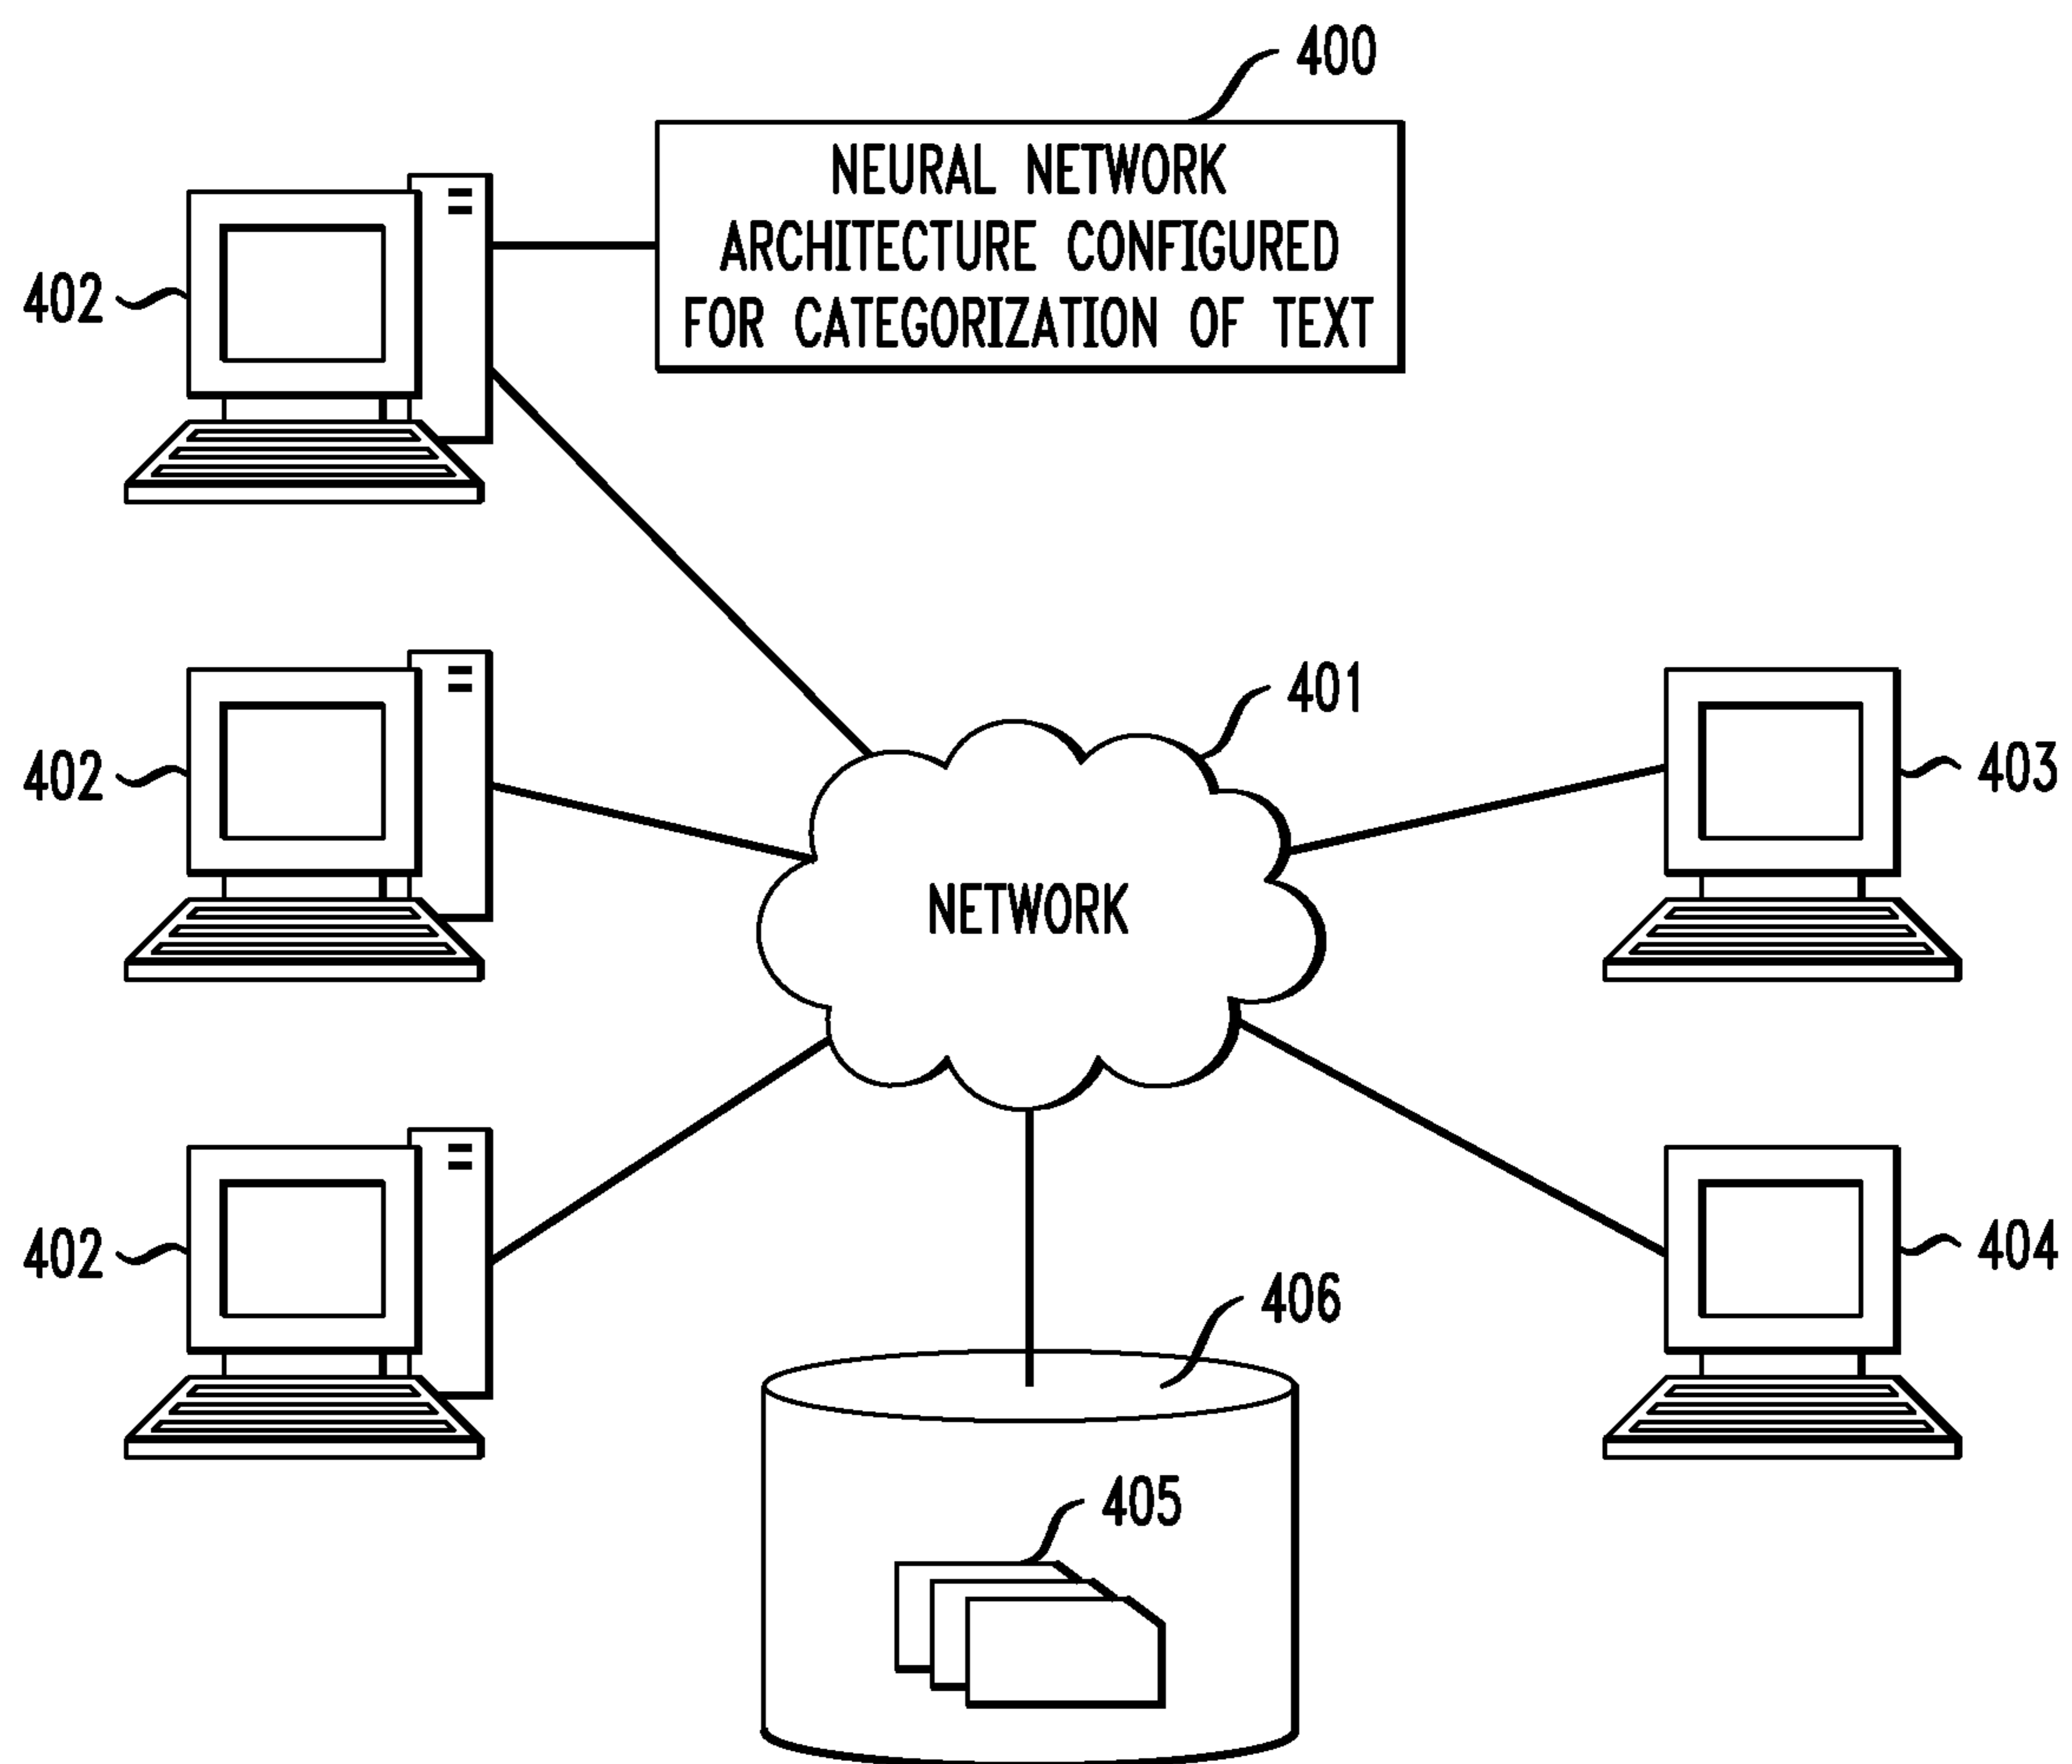 400
NEURAL NETWORK
ARCHITECTURE CONFIGURED
FOR CATEGORIZATION OF TEXT
402
401
402
403
NETWORK
402
404
406
405